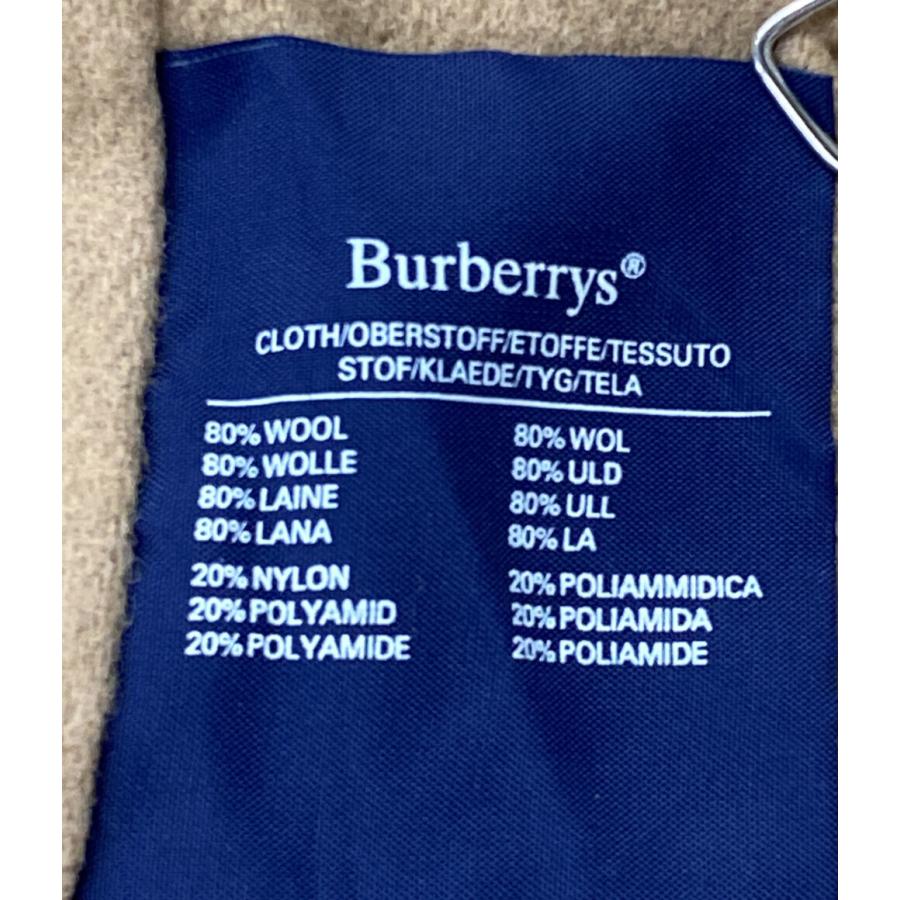 Burberrys®
CLOTH/OBERSTOFF/ETOFFE/TESSUTO
STOF/KLAEDE/TYG/TELA
80% WOOL
80% WOLLE
80% LAINE
80% LANA
20% NYLON
20% POLYAMID
20% POLYAMIDE
80% WOL
80% ULD
80% ULL
80% LA
20% POLIAMMIDICA
20% POLIAMIDA
20% POLIAMIDE